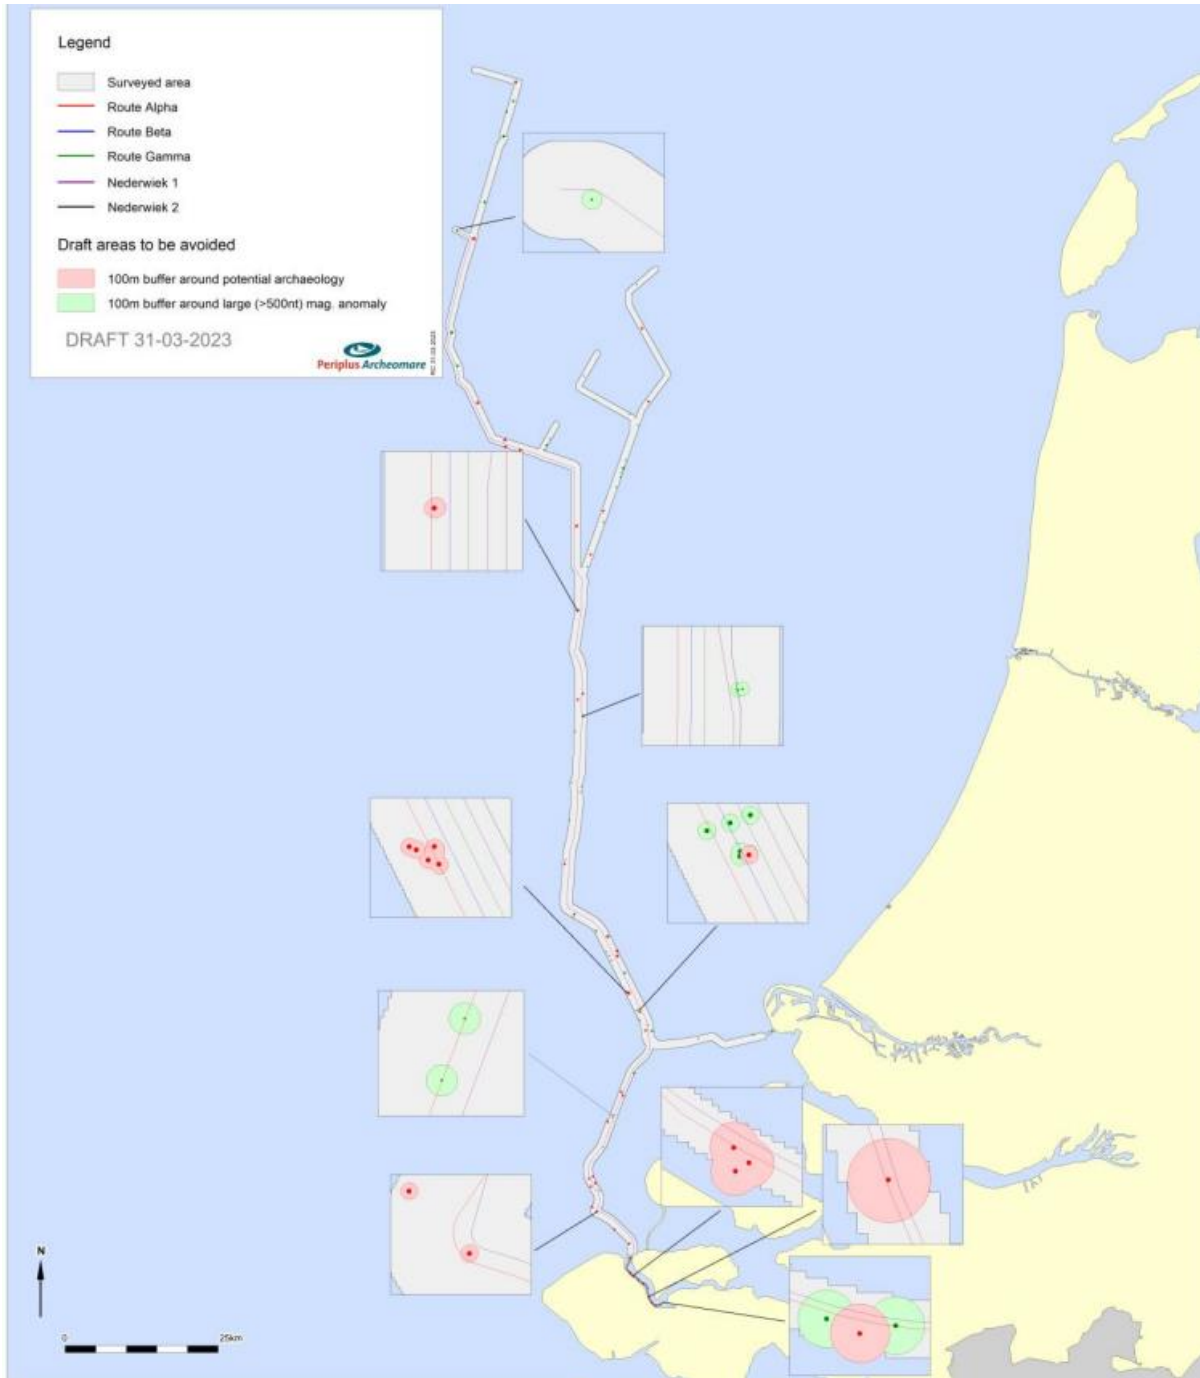 Legend
Surveyed area
Route Alpha
Route Beta
Route Gamma
Nederwiek 1
Nederwiek 2
Draft areas to be avoided
100m buffer around potential archaeology
100m buffer around large (>500nt) mag. anomaly
DRAFT 31-03-2023
Periplus Archeomare
N
0
25km